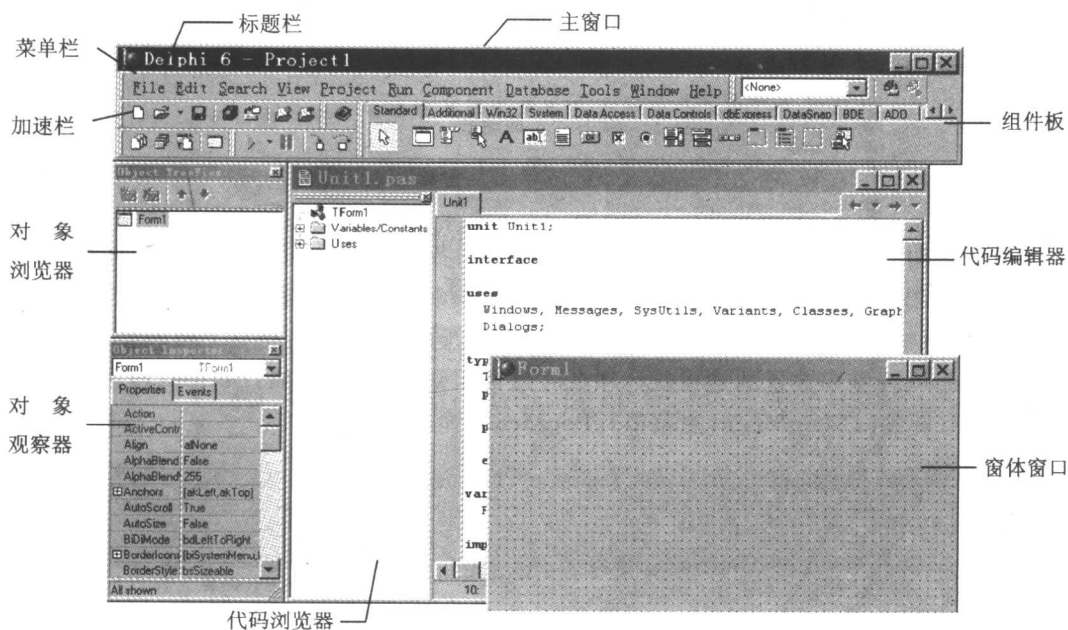 标题栏
主窗口
菜单栏
Delphi 6 - Project1
File Edit Search View Project Run Component Database Tools Window Help
<None>
加速栏
Standard Additional Win32 System Data Access Data Controls dbExpress DataSnap BDE ADO
组件板
Object TreeView
Unit1.pas
Form1
TForm1
Variables/Constants
Uses
Unit1
对象
浏览器
unit Unit1;
interface
uses
Windows, Messages, SysUtils, Variants, Classes, Graph
Dialogs;
代码编辑器
Object Inspector
Form1 TForm1
Properties Events
对象
观察器
Action
ActiveContr
Align alNone
AlphaBlend False
AlphaBlend 255
Anchors [akLeft,akTop]
AutoScroll True
AutoSize False
BiDiMode bdLeftToRight
BorderIcons [biSystemMenu,
BorderStyle bsSizeable
All shown
typ
T
p
p
e
var
F
imp
10:
Form1
窗体窗口
代码浏览器